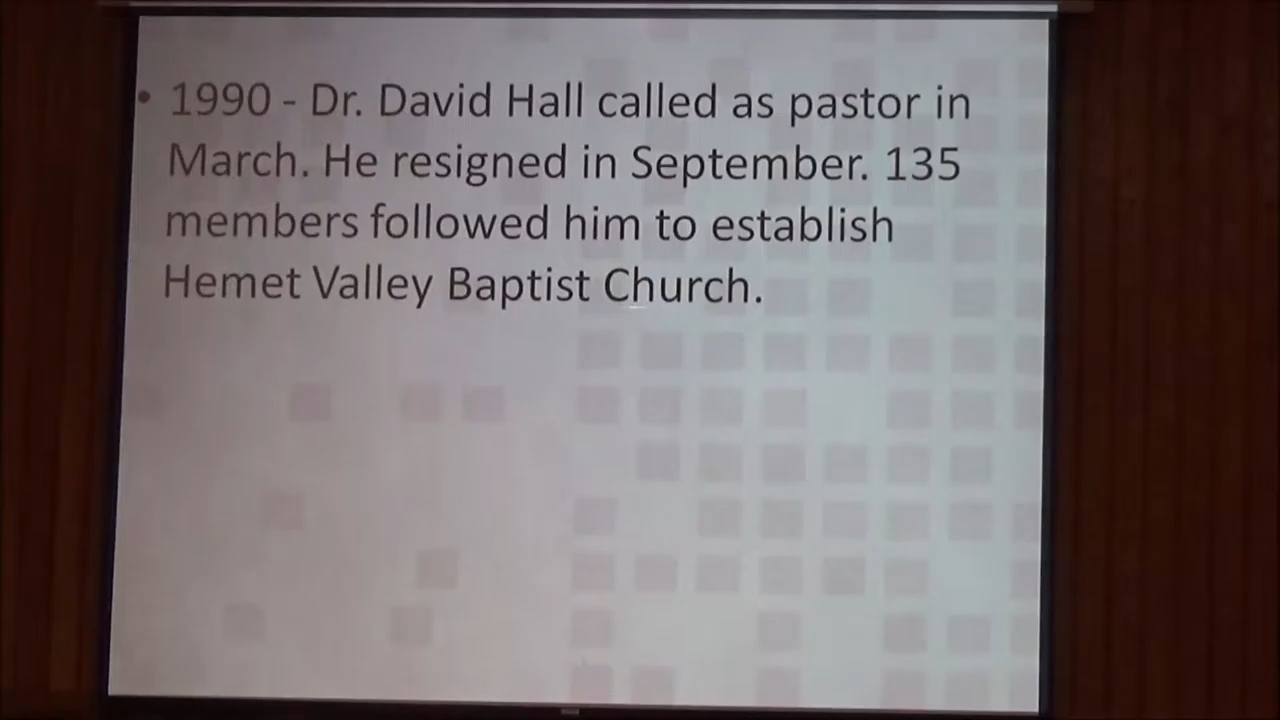 • 1990 - Dr. David Hall called as pastor in
March. He resigned in September. 135
members followed him to establish
Hemet Valley Baptist Church.